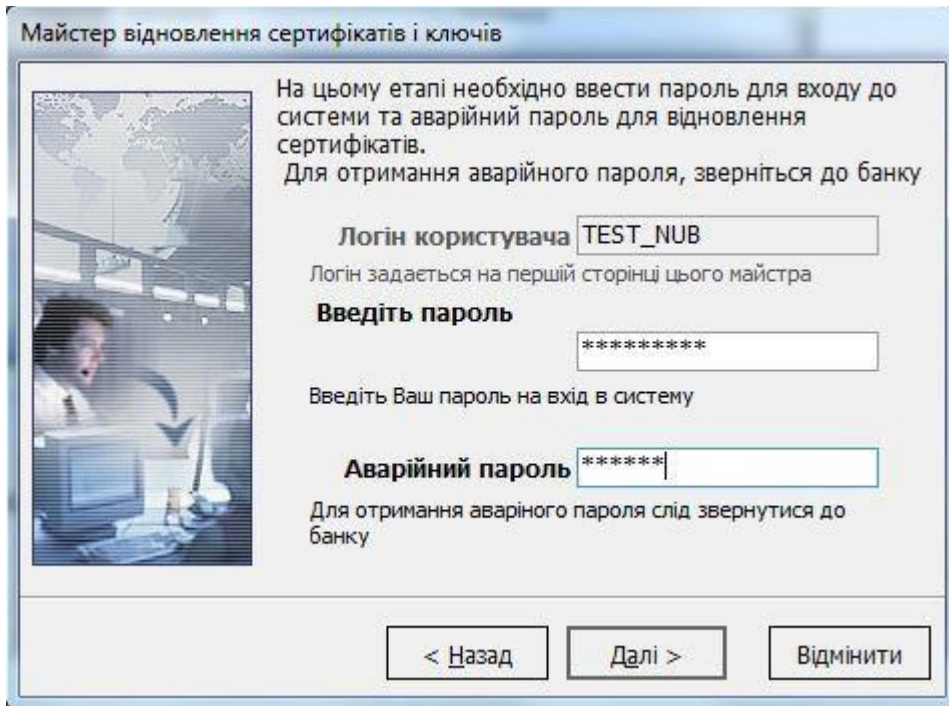 Майстер відновлення сертифікатів і ключів
На цьому етапі необхідно ввести пароль для входу до
системи та аварійний пароль для відновлення
сертифікатів.
Для отримання аварійного пароля, зверніться до банку
Логін користувача TEST_NUB
Логін задається на першій сторінці цього майстра
Введіть пароль
*********
Введіть Ваш пароль на вхід в систему
Аварійний пароль ******
Для отримання аваріного пароля слід звернутися до
банку
< Назад Далі > Відмінити